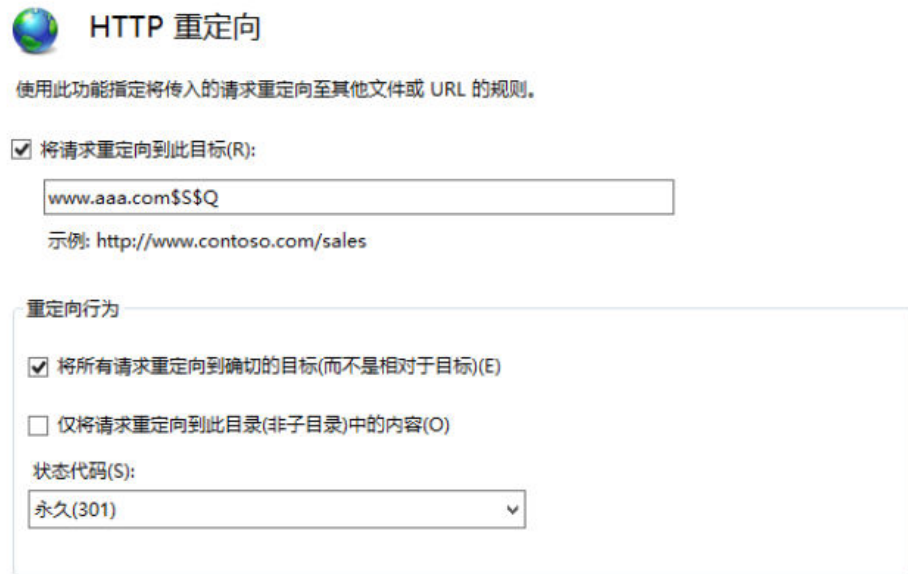 HTTP 重定向
使用此功能指定将传入的请求重定向至其他文件或 URL 的规则。
将请求重定向到此目标(R):
www.aaa.com$S$Q
示例: http://www.contoso.com/sales
重定向行为
将所有请求重定向到确切的目标(而不是相对于目标)(E)
仅将请求重定向到此目录(非子目录)中的内容(O)
状态代码(S):
永久(301)